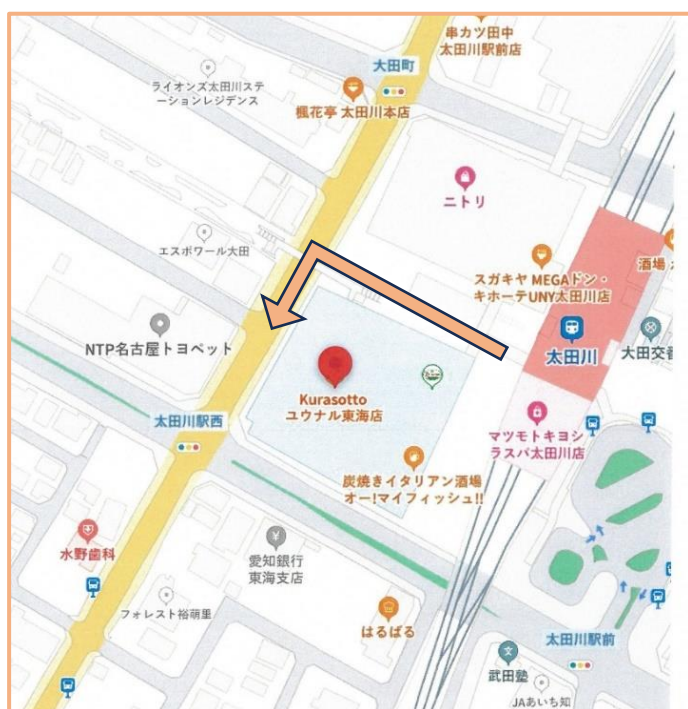 串カツ田中
太田川駅前店
大田町
ライオンズ太田川ステ
ーションレジデンス
楓花亭 太田川本店
ニトリ
エスポワール大田
スガキヤ MEGAドン・
キホーテUNY太田川店
酒場
太田川
大田交番
NTP名古屋トヨペット
Kurasotto
ユウナル東海店
マツモトキヨシ
ラスパ太田川店
太田川駅西
炭焼きイタリアン酒場
オー!マイフィッシュ!!
水野歯科
愛知銀行
東海支店
フォレスト裕萌里
はるばる
太田川駅前
武田塾
JAあいち知